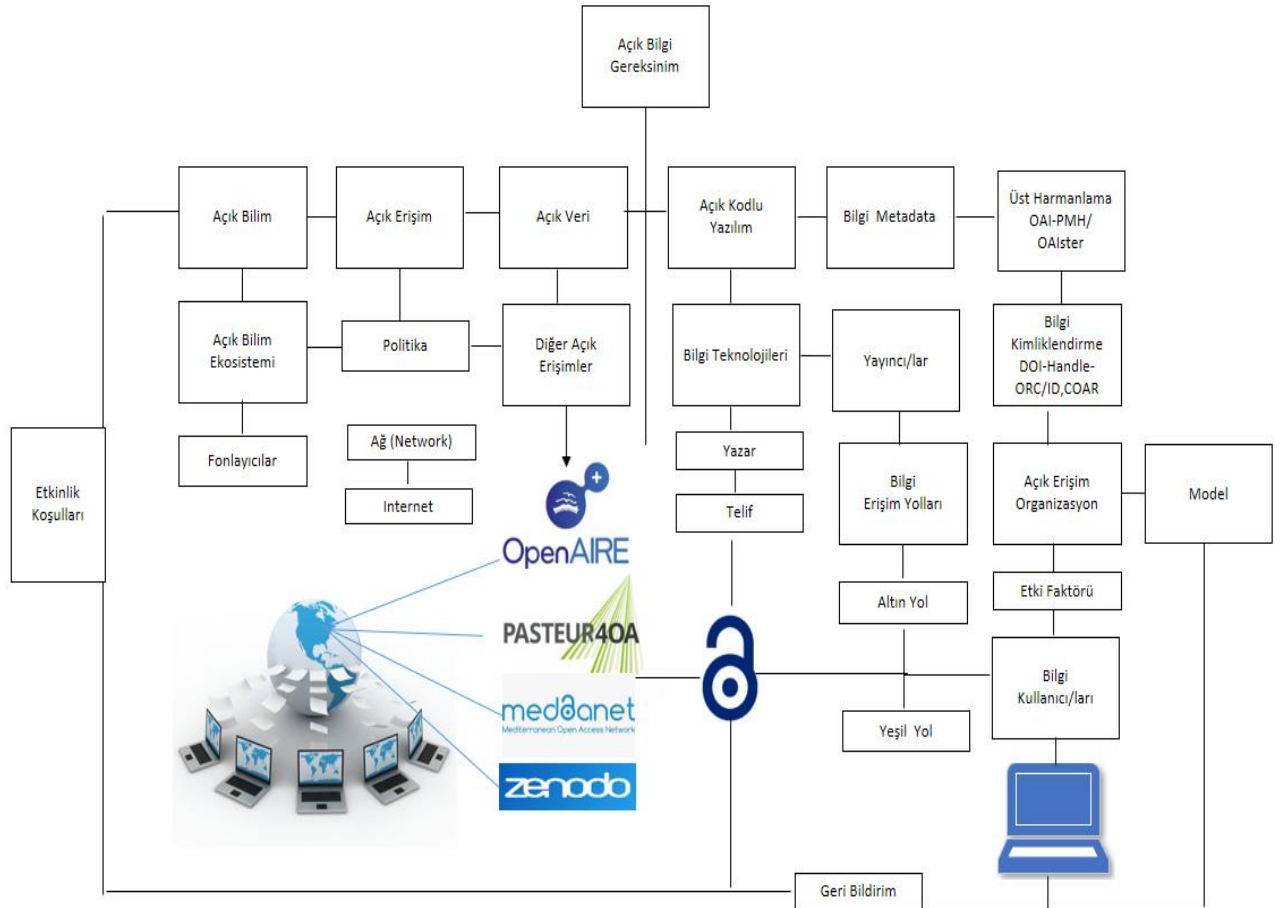 Açık Bilgi
Gereksinim
Açık Bilim
Açık Erişim
Açık Veri
Açık Kodlu
Yazılım
Bilgi Metadata
Üst Harmanlama
OAI-PMH/
OAIster
Açık Bilim
Ekosistemi
Politika
Diğer Açık
Erişimler
Bilgi Teknolojileri
Yayıncı/lar
Bilgi
Kimliklendirme
DOI-Handle-
ORC/ID,COAR
Etkinlik
Koşulları
Fonlayıcılar
Ağ (Network)
Internet
Yazar
Telif
Bilgi
Erişim Yolları
Açık Erişim
Organizasyon
Model
OpenAIRE
PASTEUR4OA
Altın Yol
Etki Faktörü
medoanet
Mediterranean Open Access Network
Bilgi
Kullanıcı/ları
Yeşil Yol
zenodo
Geri Bildirim